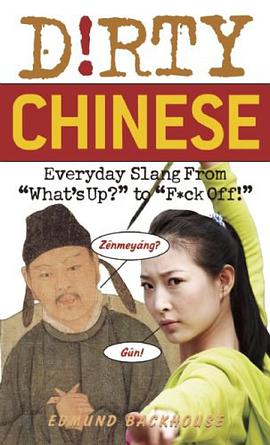 D!RTY
CHINESE
Everyday Slang From
“What’s Up?” to “F*ck Off!”
Zěnmeyàng?
Gǔn!
EDMUND BACKHOUSE